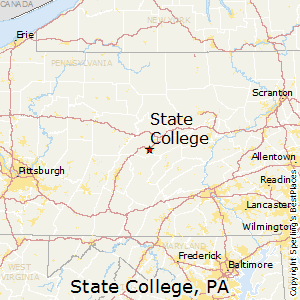 CANADA
NEW YORK
Erie
PENNSYLVANIA
Scranton
State
College
Allentown
Pittsburgh
Readin
Lancaster
Wilmington
MARYLAND
WEST
VIRGINIA
Frederick
Baltimore
State College, PA
Copyright Sperling's BestPlaces